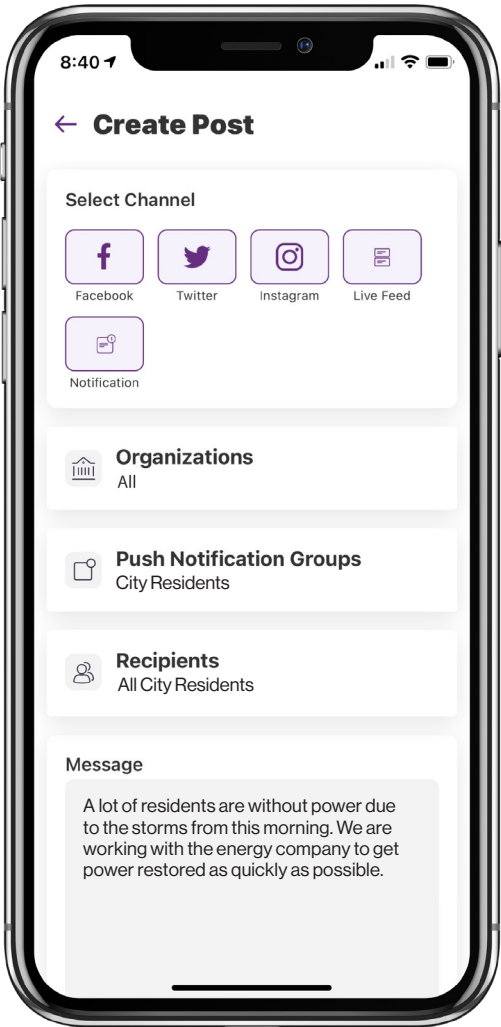 8:40
Create Post
Select Channel
Facebook Twitter Instagram Live Feed
Notification
Organizations
All
Push Notification Groups
City Residents
Recipients
All City Residents
Message
A lot of residents are without power due
to the storms from this morning. We are
working with the energy company to get
power restored as quickly as possible.